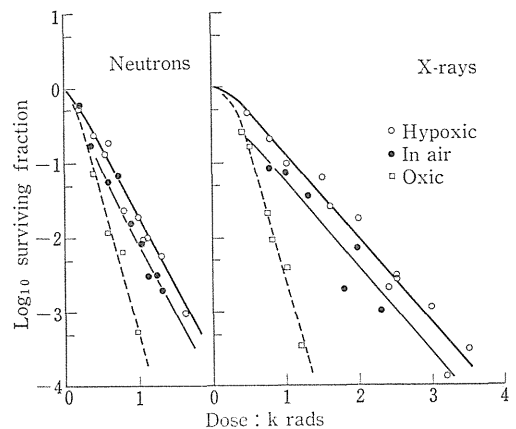 Neutrons
X-rays
Hypoxic
In air
Oxic
Log10 surviving fraction
1
0
−1
−2
−3
−4
0
1
0
1
2
3
4
Dose : k rads